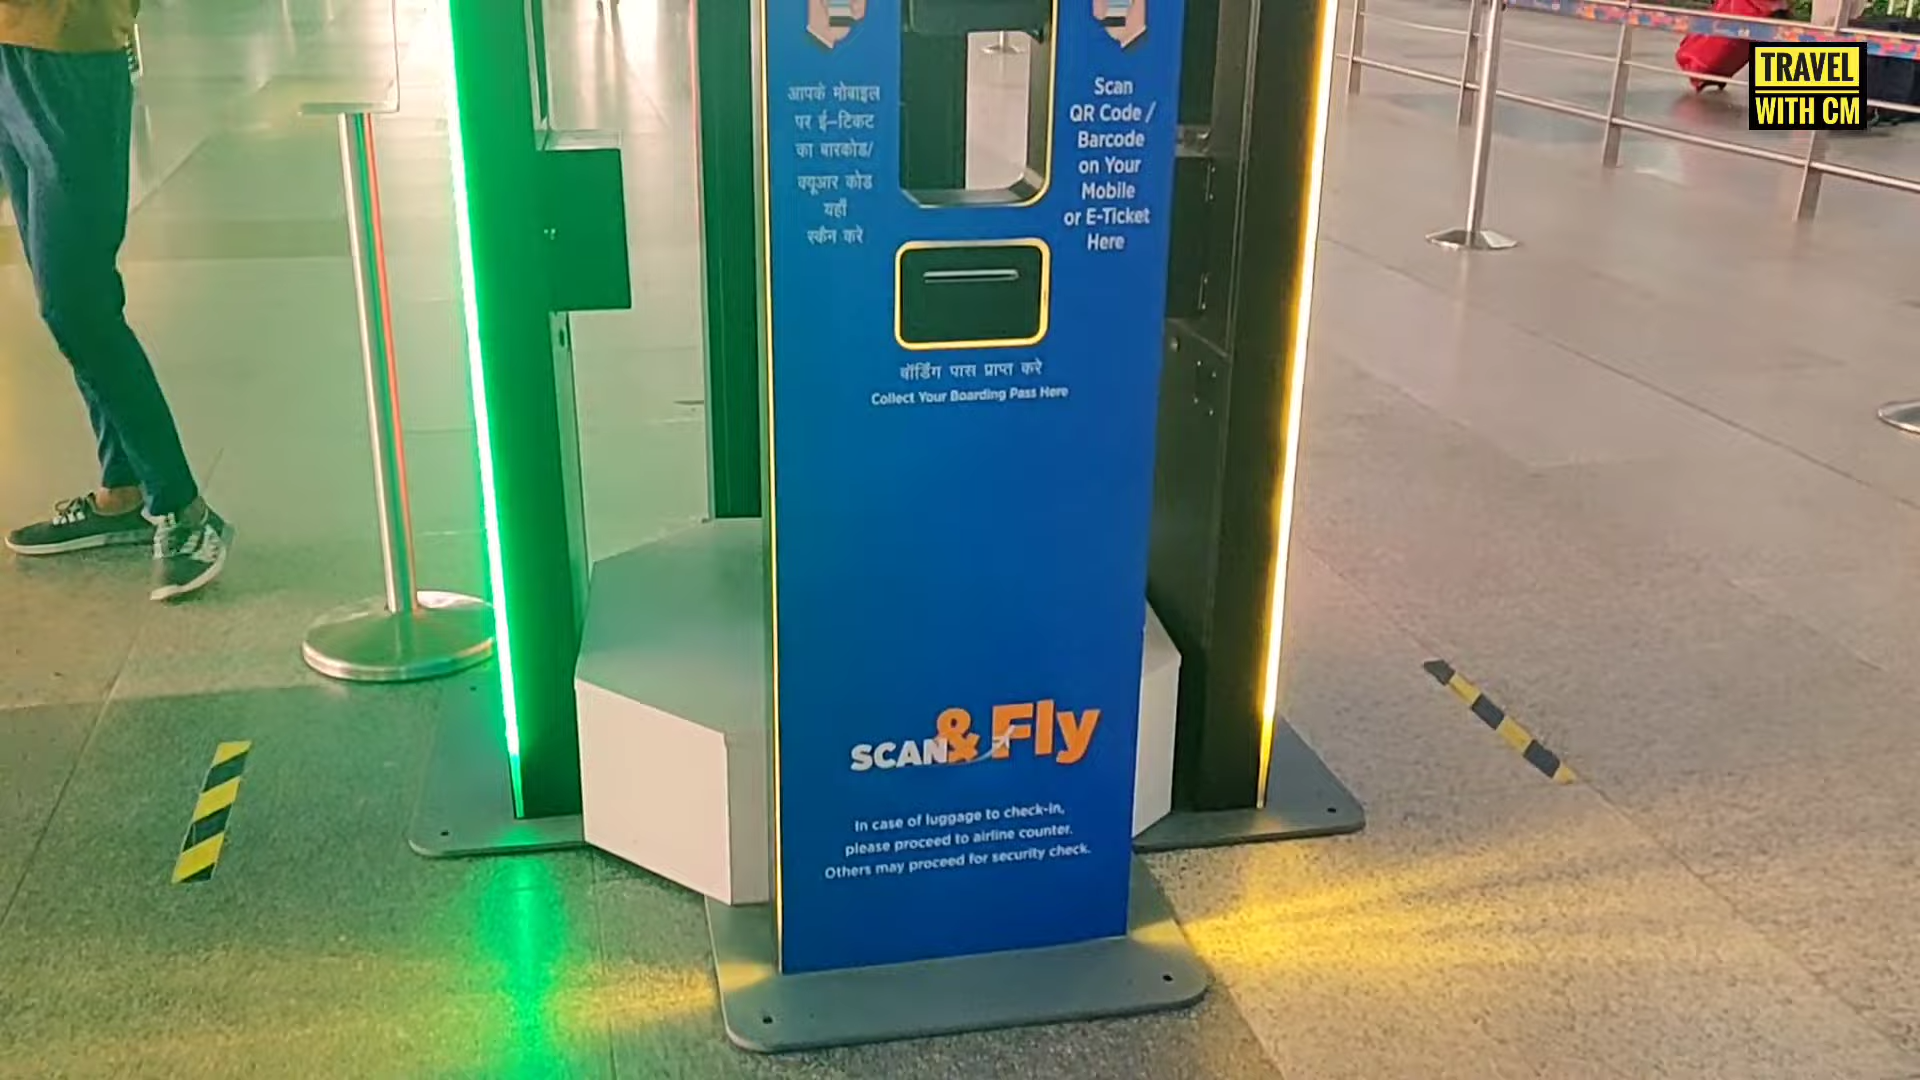 आपके मोबाइल
पर ई-टिकट
का बारकोड/
क्यूआर कोड
यहाँ
स्कैन करे
Scan
QR Code /
Barcode
on Your
Mobile
or E-Ticket
Here
बॉर्डिंग पास प्राप्त करे
Collect Your Boarding Pass Here
SCAN & Fly
In case of luggage to check-in,
please proceed to airline counter.
Others may proceed for security check.
TRAVEL
WITH CM